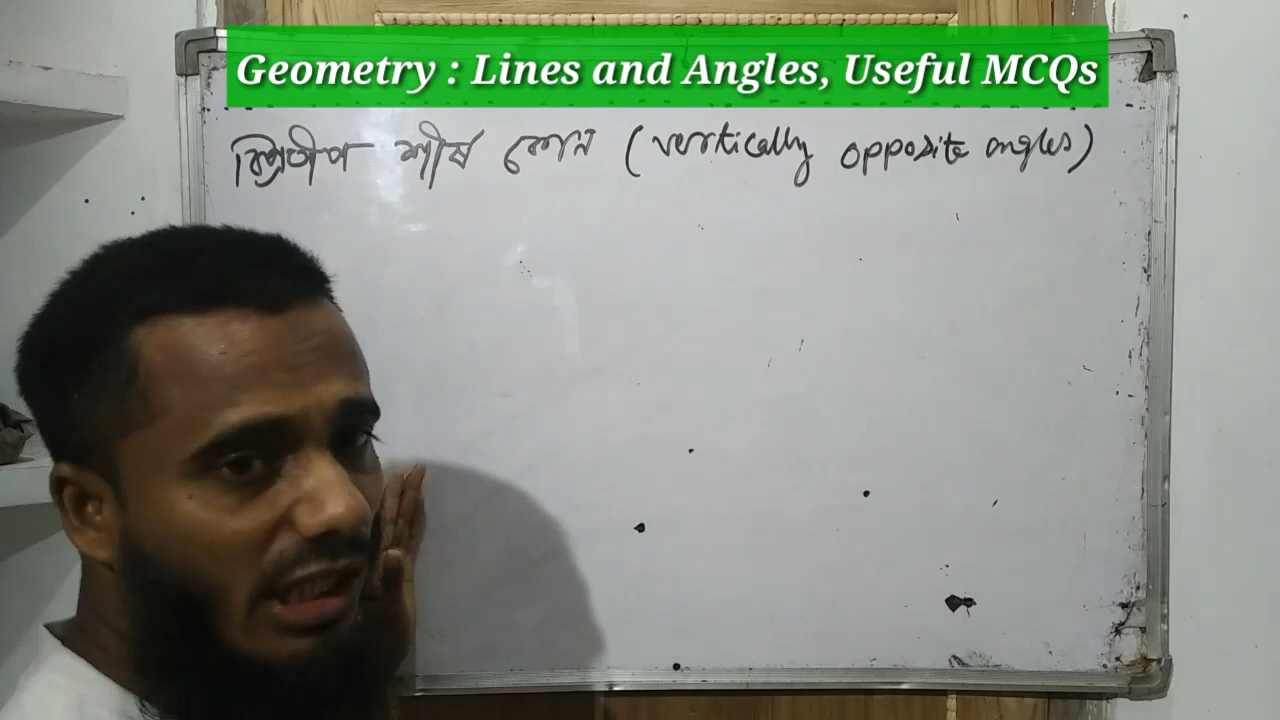 Geometry : Lines and Angles, Useful MCQs
বিপ্রতীপ শীর্ষ কোন (vertically opposite angles)